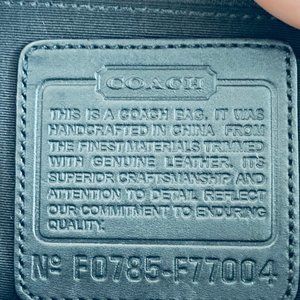 COACH
THIS IS A COACH BAG. IT WAS
HANDCRAFTED IN CHINA FROM
THE FINEST MATERIALS TRIMMED
WITH GENUINE LEATHER. ITS
SUPERIOR CRAFTSMANSHIP AND
ATTENTION TO DETAIL REFLECT
OUR COMMITMENT TO ENDURING
QUALITY.
Nº F0785-F77004